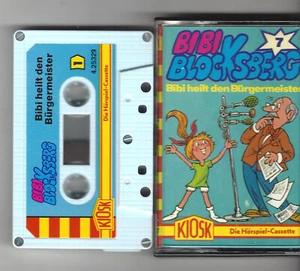 Bibi heilt den
Bürgermeister
1
4.25329
Die Hörspiel-Cassette
BIBI
BLOCKSBERG
KIOSK
BIBI
7
BLOCKSBERG
Bibi heilt den Bürgermeister
KIOSK
Die Hörspiel-Cassette